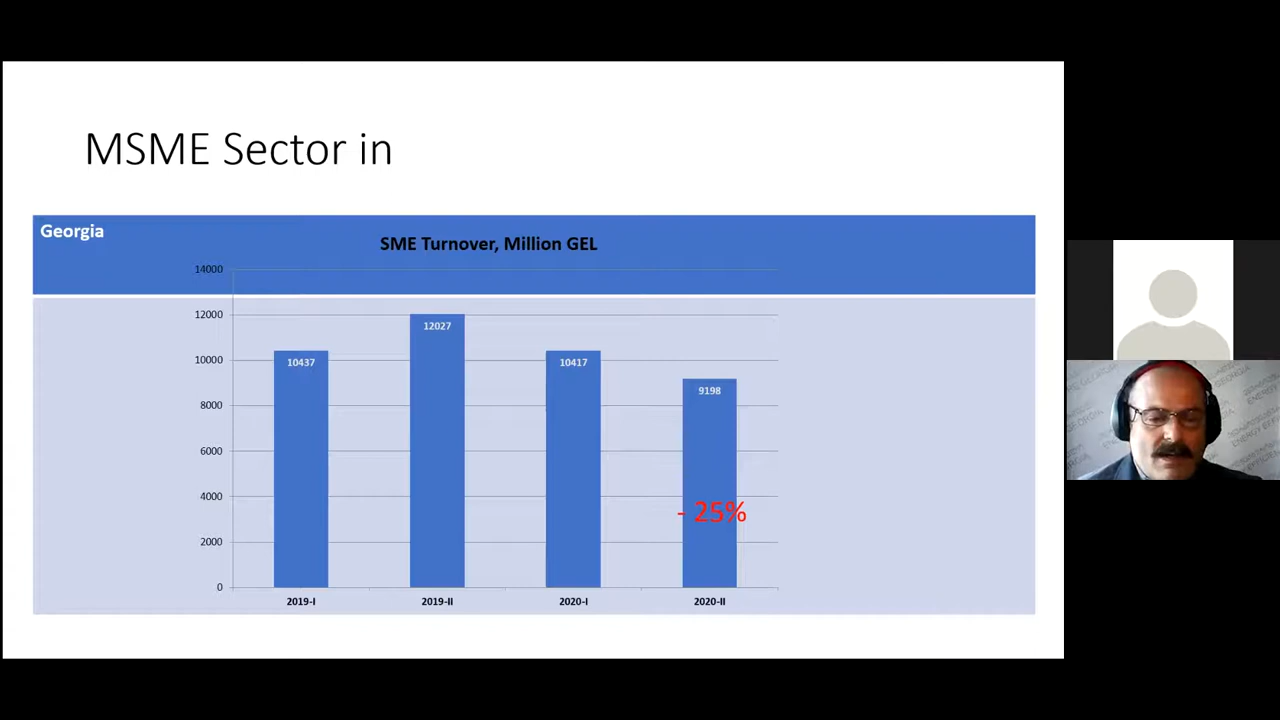 MSME Sector in
Georgia
SME Turnover, Million GEL
14000
12000
10000
8000
6000
4000
2000
0
10437
12027
10417
9198
- 25%
2019-I
2019-II
2020-I
2020-II